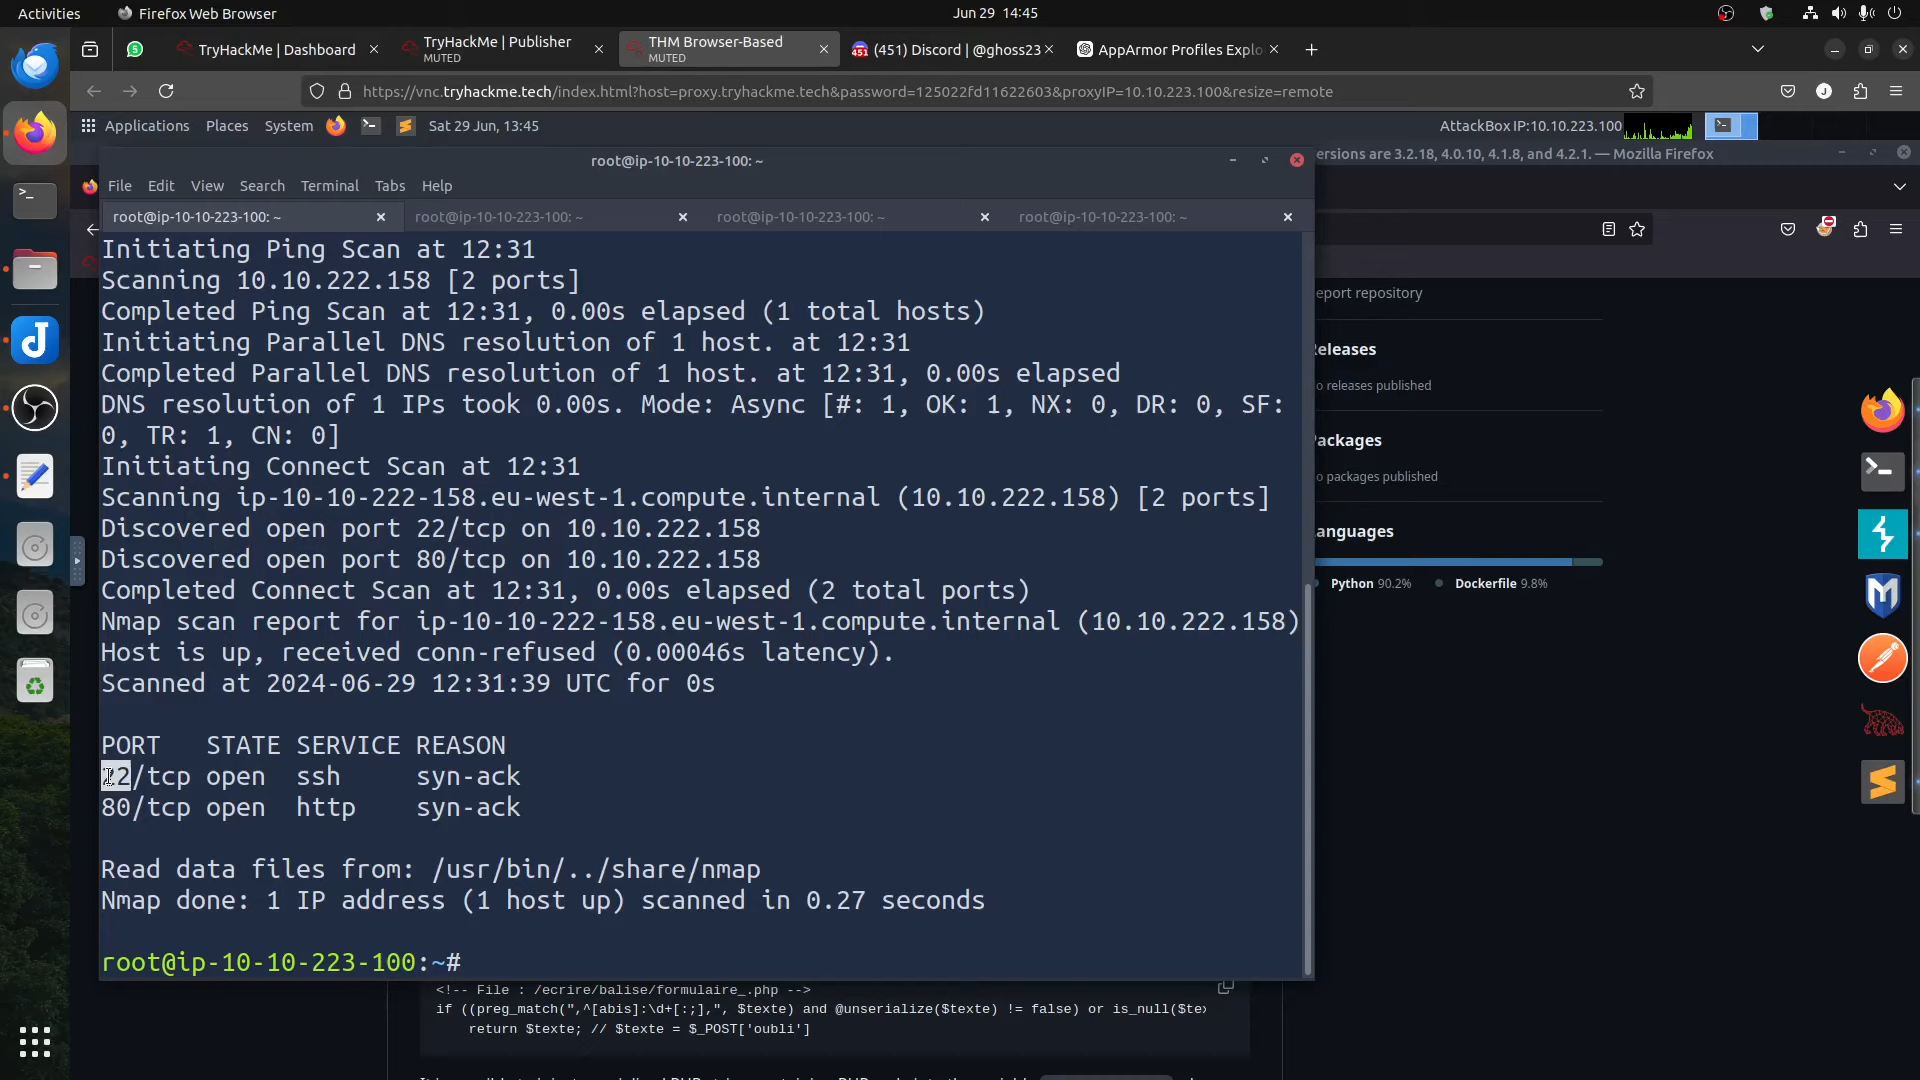 Activities
Firefox Web Browser
Jun 29 14:45
TryHackMe | Dashboard
TryHackMe | Publisher
MUTED
THM Browser-Based
MUTED
(451) Discord | @ghoss23
AppArmor Profiles Explo
https://vnc.tryhackme.tech/index.html?host=proxy.tryhackme.tech&password=125022fd11622603&proxyIP=10.10.223.100&resize=remote
Applications Places System Sat 29 Jun, 13:45 AttackBox IP:10.10.223.100
root@ip-10-10-223-100: ~
ersions are 3.2.18, 4.0.10, 4.1.8, and 4.2.1. — Mozilla Firefox
File Edit View Search Terminal Tabs Help
root@ip-10-10-223-100: ~ root@ip-10-10-223-100: ~ root@ip-10-10-223-100: ~ root@ip-10-10-223-100: ~
Initiating Ping Scan at 12:31
Scanning 10.10.222.158 [2 ports]
Completed Ping Scan at 12:31, 0.00s elapsed (1 total hosts)
Initiating Parallel DNS resolution of 1 host. at 12:31
Completed Parallel DNS resolution of 1 host. at 12:31, 0.00s elapsed
DNS resolution of 1 IPs took 0.00s. Mode: Async [#: 1, OK: 1, NX: 0, DR: 0, SF:
0, TR: 1, CN: 0]
Initiating Connect Scan at 12:31
Scanning ip-10-10-222-158.eu-west-1.compute.internal (10.10.222.158) [2 ports]
Discovered open port 22/tcp on 10.10.222.158
Discovered open port 80/tcp on 10.10.222.158
Completed Connect Scan at 12:31, 0.00s elapsed (2 total ports)
Nmap scan report for ip-10-10-222-158.eu-west-1.compute.internal (10.10.222.158)
Host is up, received conn-refused (0.00046s latency).
Scanned at 2024-06-29 12:31:39 UTC for 0s
PORT STATE SERVICE REASON
22/tcp open ssh syn-ack
80/tcp open http syn-ack
Read data files from: /usr/bin/../share/nmap
Nmap done: 1 IP address (1 host up) scanned in 0.27 seconds
root@ip-10-10-223-100:~#
eport repository
Releases
o releases published
Packages
o packages published
Languages
Python 90.2% Dockerfile 9.8%
<!-- File : /ecrire/balise/formulaire_.php -->
if ((preg_match(",^[abis]:\d+[:;],", $texte) and @unserialize($texte) != false) or is_null($te
return $texte; // $texte = $_POST['oubli']